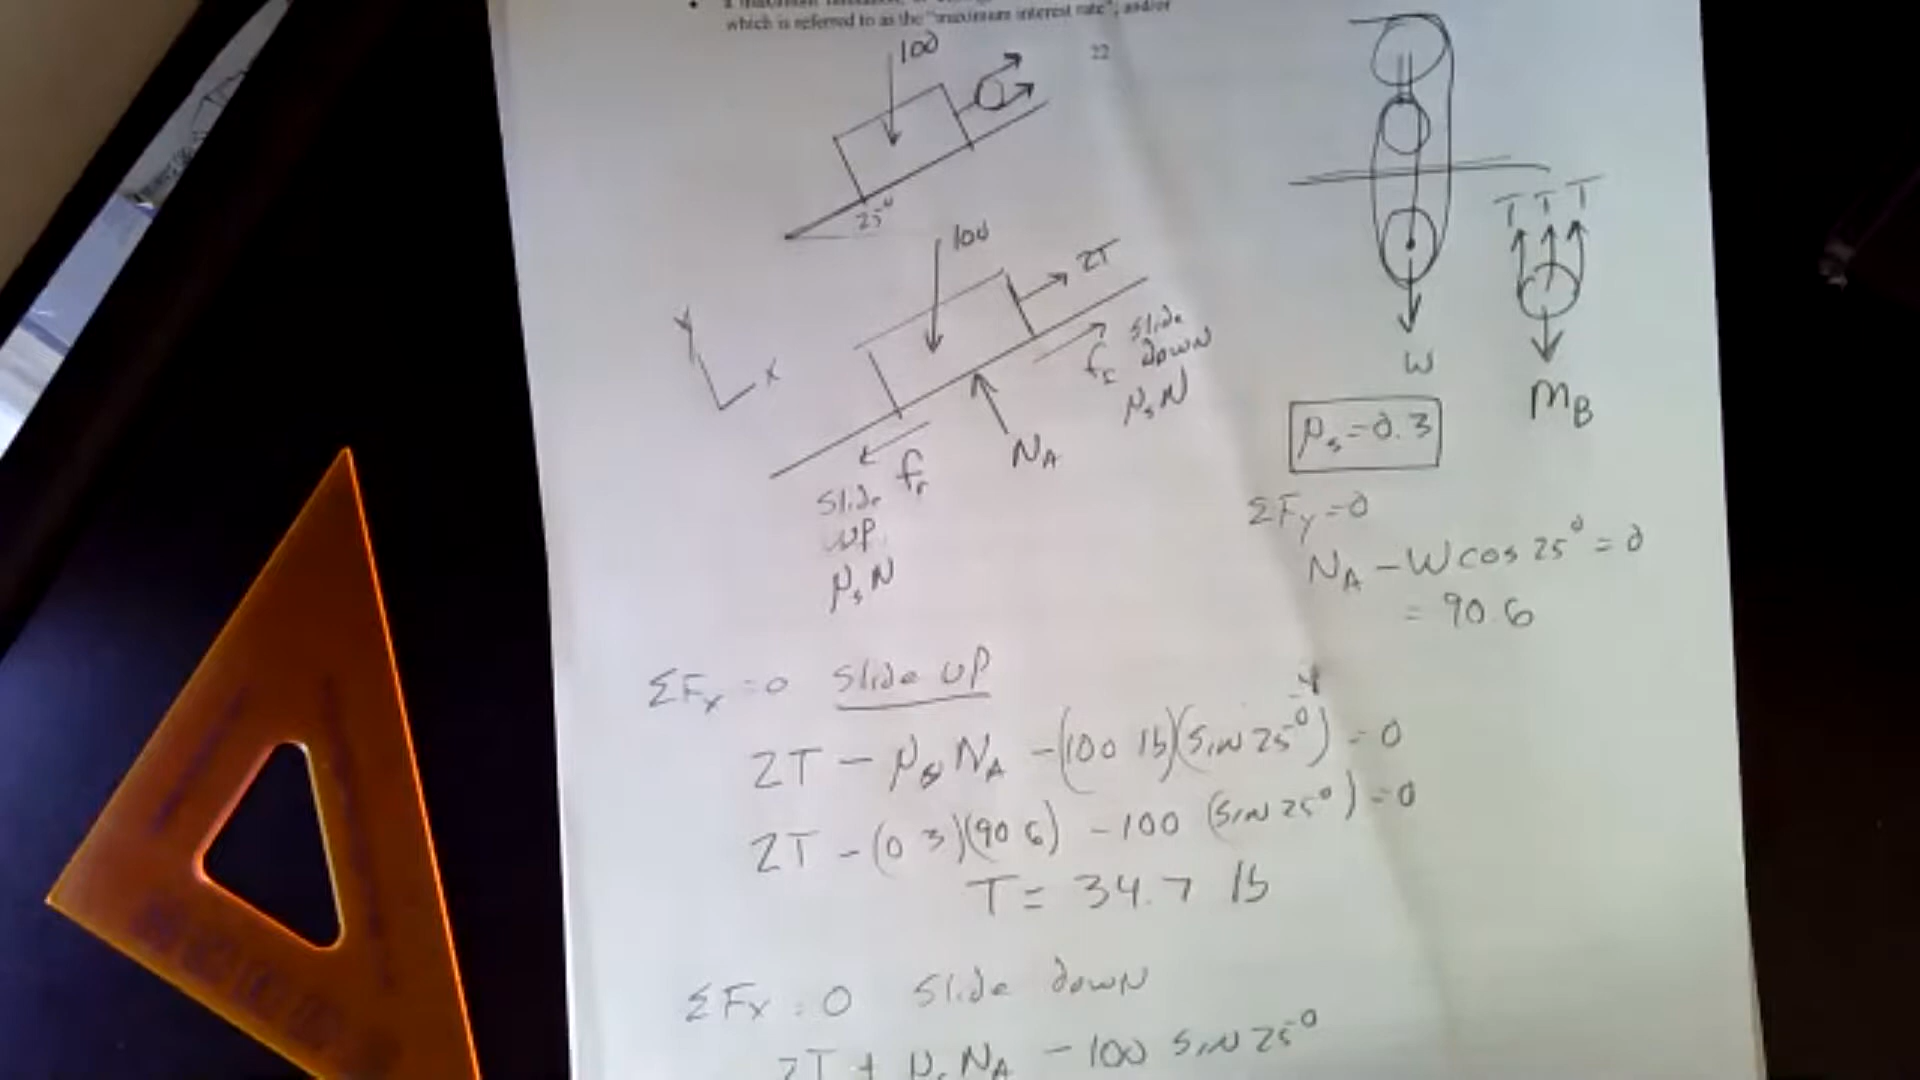 which is referred to as the "maximum interest rate"; and/or
22
100
25°
100
2T
Y
X
slide
down
μsN
fr
NA
Slide
up
μsN
T T T
W
MB
μs=0.3
ΣFy=0
NA - W cos 25° = 0
= 90.6
ΣFx=0 Slide up
2T - μs NA - (100 lb)(sin 25°) = 0
2T - (0.3)(90.6) - 100 (sin 25°) = 0
T = 34.7 lb
ΣFx = 0 Slide down
2T + μs NA - 100 sin 25°